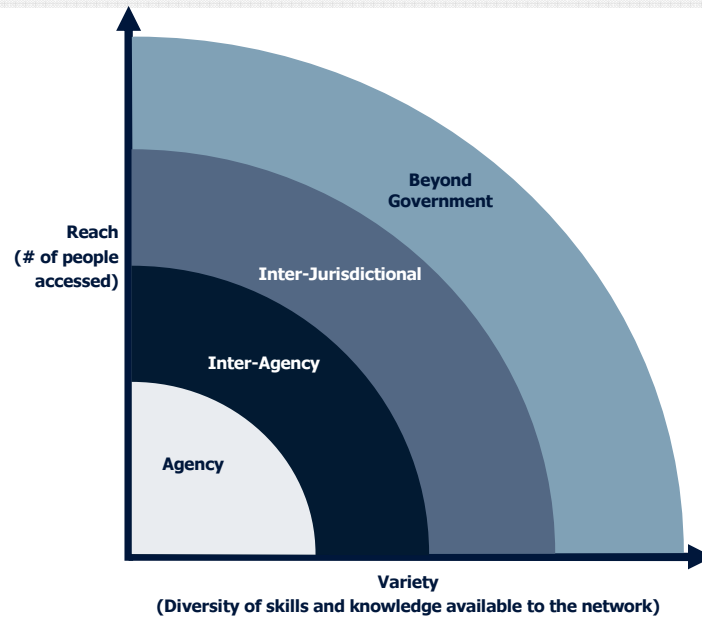 Beyond
Government
Reach
(# of people
accessed)
Inter-Jurisdictional
Inter-Agency
Agency
Variety
(Diversity of skills and knowledge available to the network)